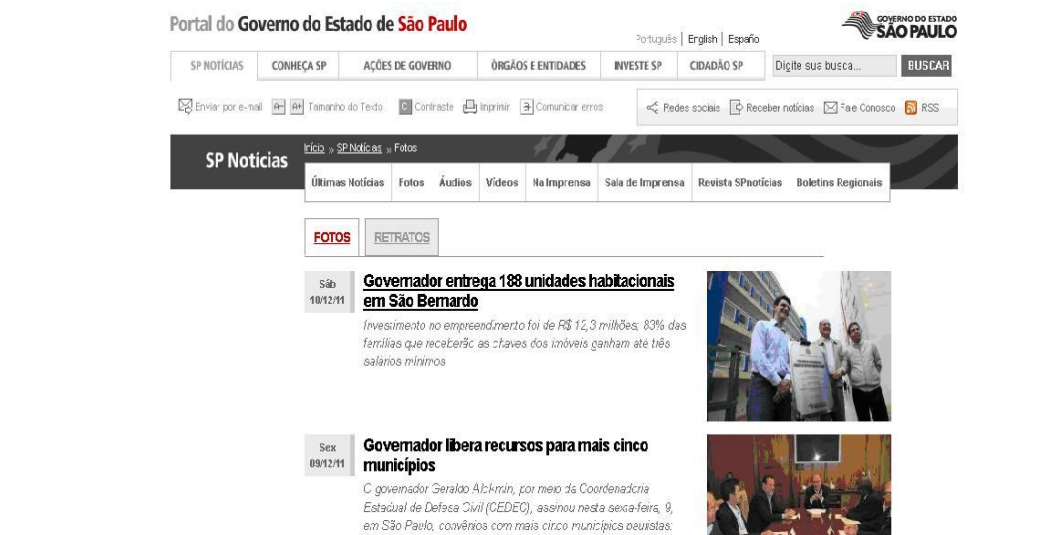 Portal do Governo do Estado de São Paulo
GOVERNO DO ESTADO
SÃO PAULO
Português | English | Españo
SP NOTÍCIAS CONHEÇA SP AÇÕES DE GOVERNO ÓRGÃOS E ENTIDADES INVESTE SP CIDADÃO SP Digite sua busca... BUSCAR
Enviar por e-mail A- A+ Tamanho do Texto C Contraste Imprimir Comunicar erros Redes sociais Receber notícias Fale Conosco RSS
Início » SP Notícias » Fotos
SP Notícias
Últimas Notícias Fotos Áudios Vídeos Na Imprensa Sala de Imprensa Revista SPnotícias Boletins Regionais
FOTOS RETRATOS
Sáb
10/12/11
Governador entrega 188 unidades habitacionais
em São Bernardo
Investimento no empreendimento foi de R$ 12,3 milhões; 83% das
famílias que receberão as chaves dos imóveis ganham até três
salários mínimos
Sex
09/12/11
Governador libera recursos para mais cinco
municípios
O governador Geraldo Alckmin, por meio da Coordenadoria
Estadual de Defesa Civil (CEDEC), assinou nesta sexta-feira, 9,
em São Paulo, convênios com mais cinco municípios paulistas: